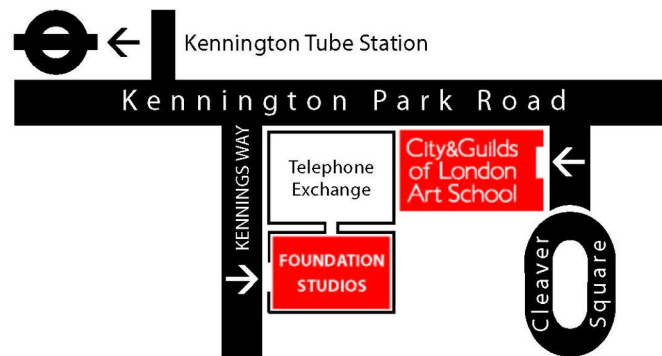 Kennington Tube Station
Kennington Park Road
KENNINGS WAY
Telephone
Exchange
City&Guilds
of London
Art School
FOUNDATION
STUDIOS
Cleaver
Square